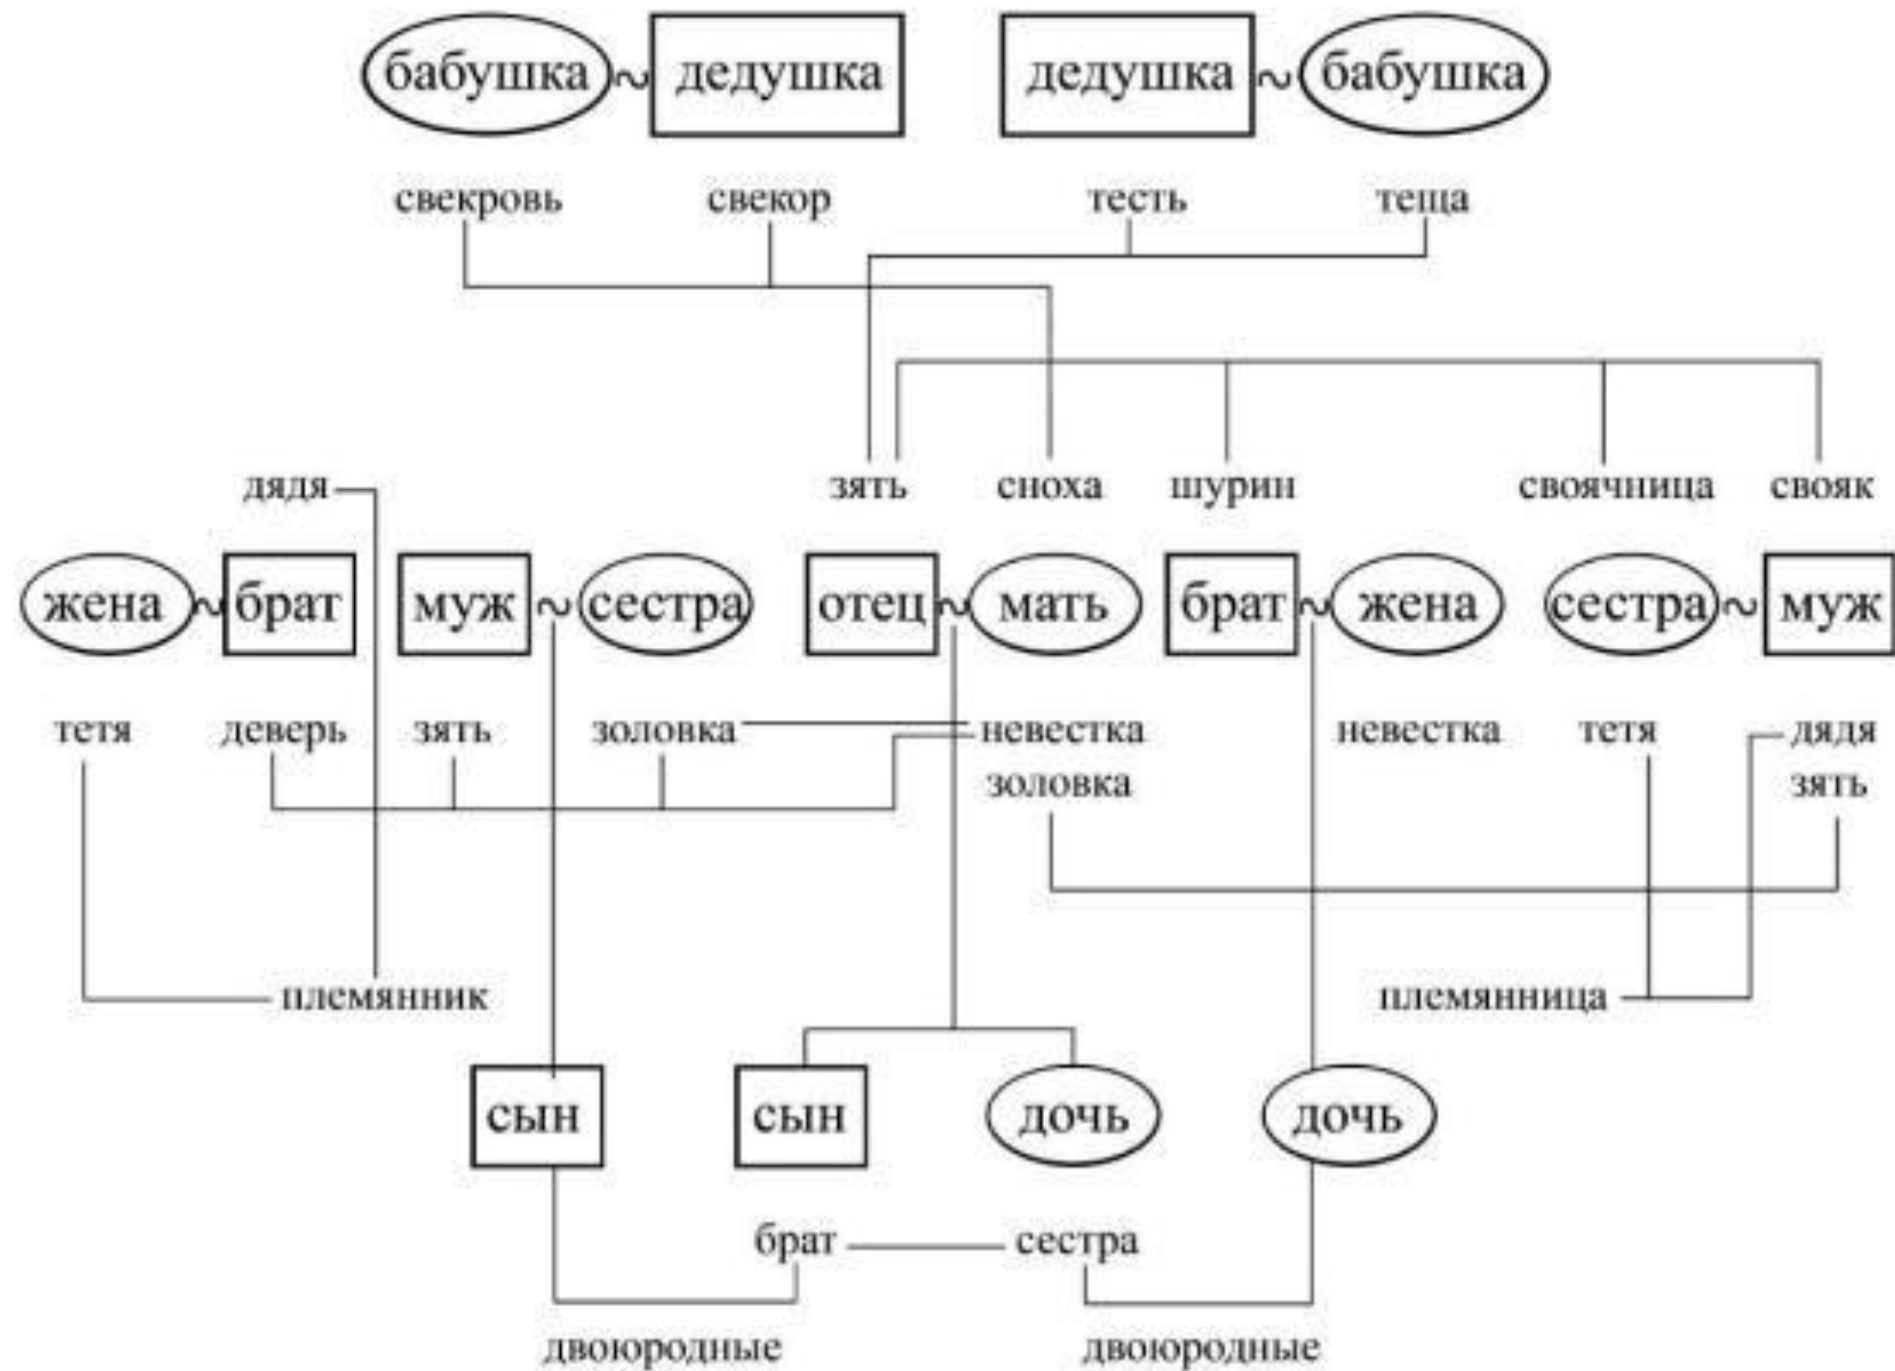 бабушка ~ дедушка дедушка ~ бабушка
свекровь свекор тесть теща
дядя зять сноха шурин своячница свояк
жена ~ брат муж ~ сестра отец ~ мать брат ~ жена сестра ~ муж
тетя деверь зять золовка невестка невестка тетя дядя
золовка зять
племянник племянница
сын сын дочь дочь
брат сестра
двоюродные двоюродные